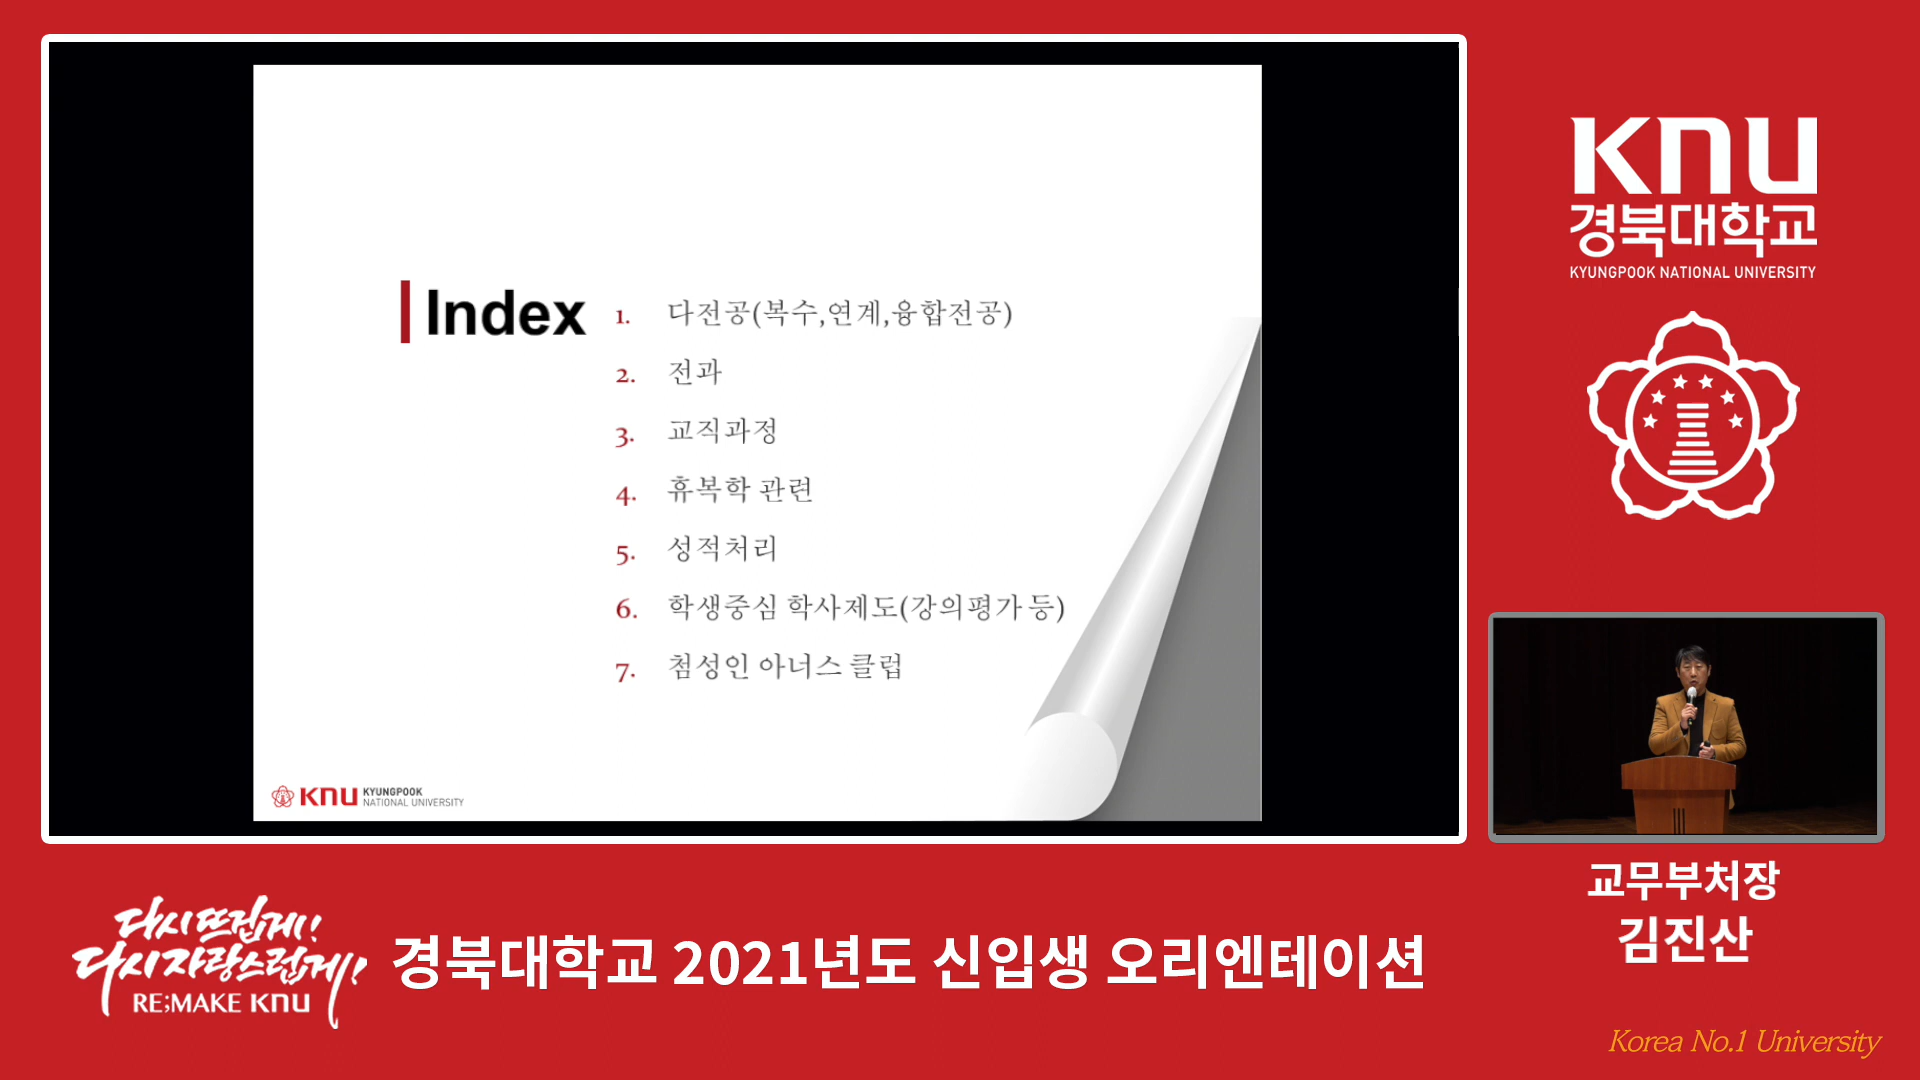 Index
1. 다전공(복수,연계,융합전공)
2. 전과
3. 교직과정
4. 휴복학 관련
5. 성적처리
6. 학생중심 학사제도(강의평가 등)
7. 첨성인 아너스 클럽
KNU KYUNGPOOK
NATIONAL UNIVERSITY
KNU
경북대학교
KYUNGPOOK NATIONAL UNIVERSITY
교무부처장
김진산
다시 뜨겁게!
다시 자랑스럽게!
RE;MAKE KNU
경북대학교 2021년도 신입생 오리엔테이션
Korea No.1 University